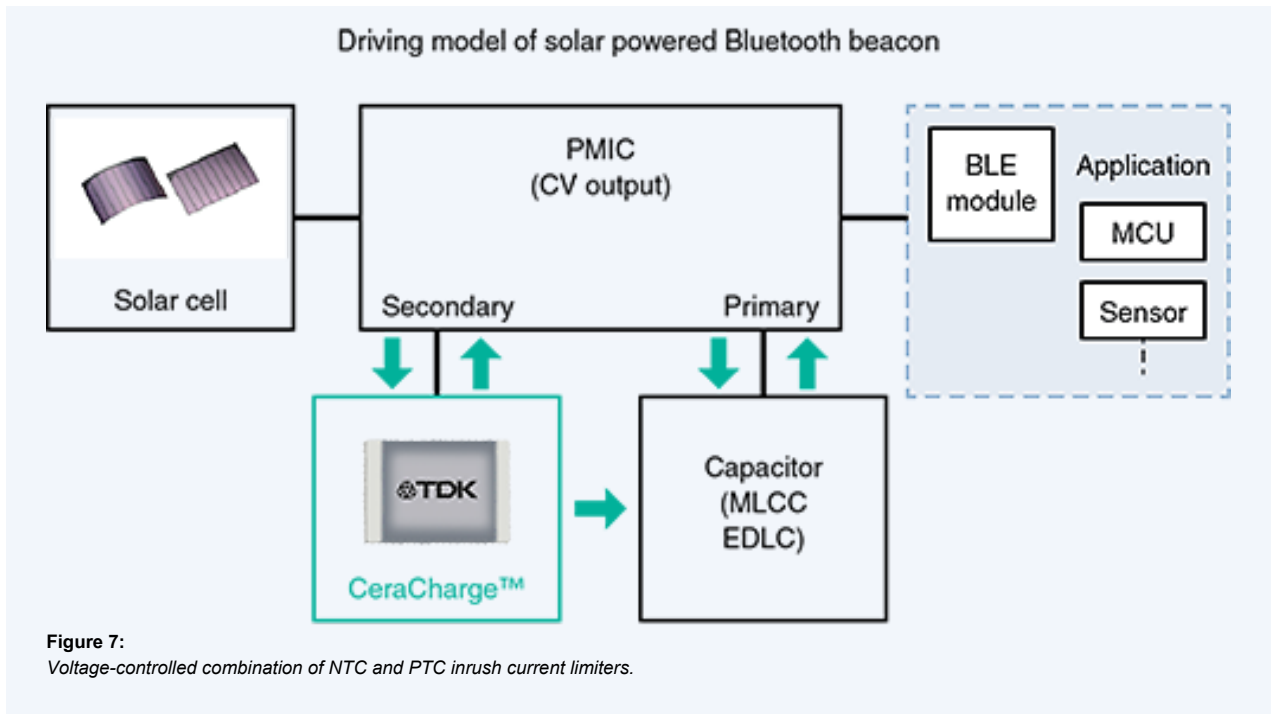 Driving model of solar powered Bluetooth beacon
Solar cell
PMIC
(CV output)
Secondary
Primary
BLE
module
Application
MCU
Sensor
TDK
CeraCharge™
Capacitor
(MLCC
EDLC)
Figure 7:
Voltage-controlled combination of NTC and PTC inrush current limiters.